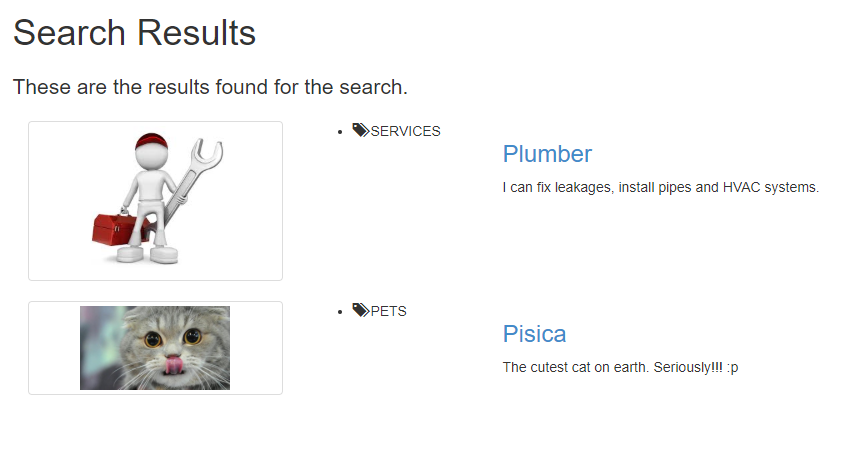 Search Results
These are the results found for the search.
SERVICES
Plumber
I can fix leakages, install pipes and HVAC systems.
PETS
Pisica
The cutest cat on earth. Seriously!!! :p